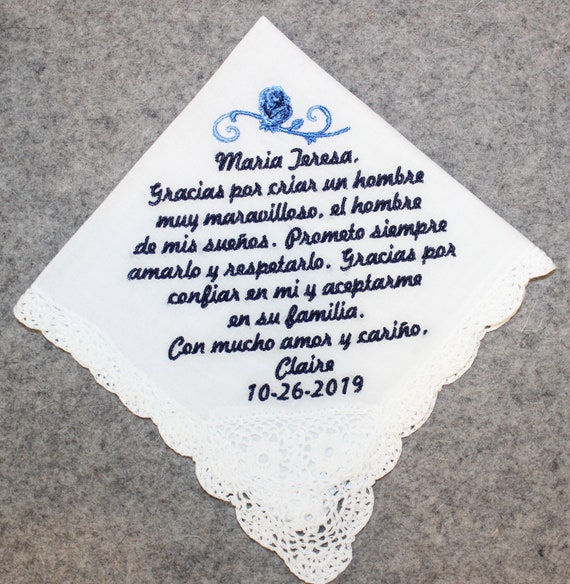 Maria Teresa,
Gracias por criar un hombre
muy maravilloso, el hombre
de mis sueños. Prometo siempre
amarlo y respetarlo. Gracias por
confiar en mi y aceptarme
en su familia.
Con mucho amor y cariño,
Claire
10-26-2019